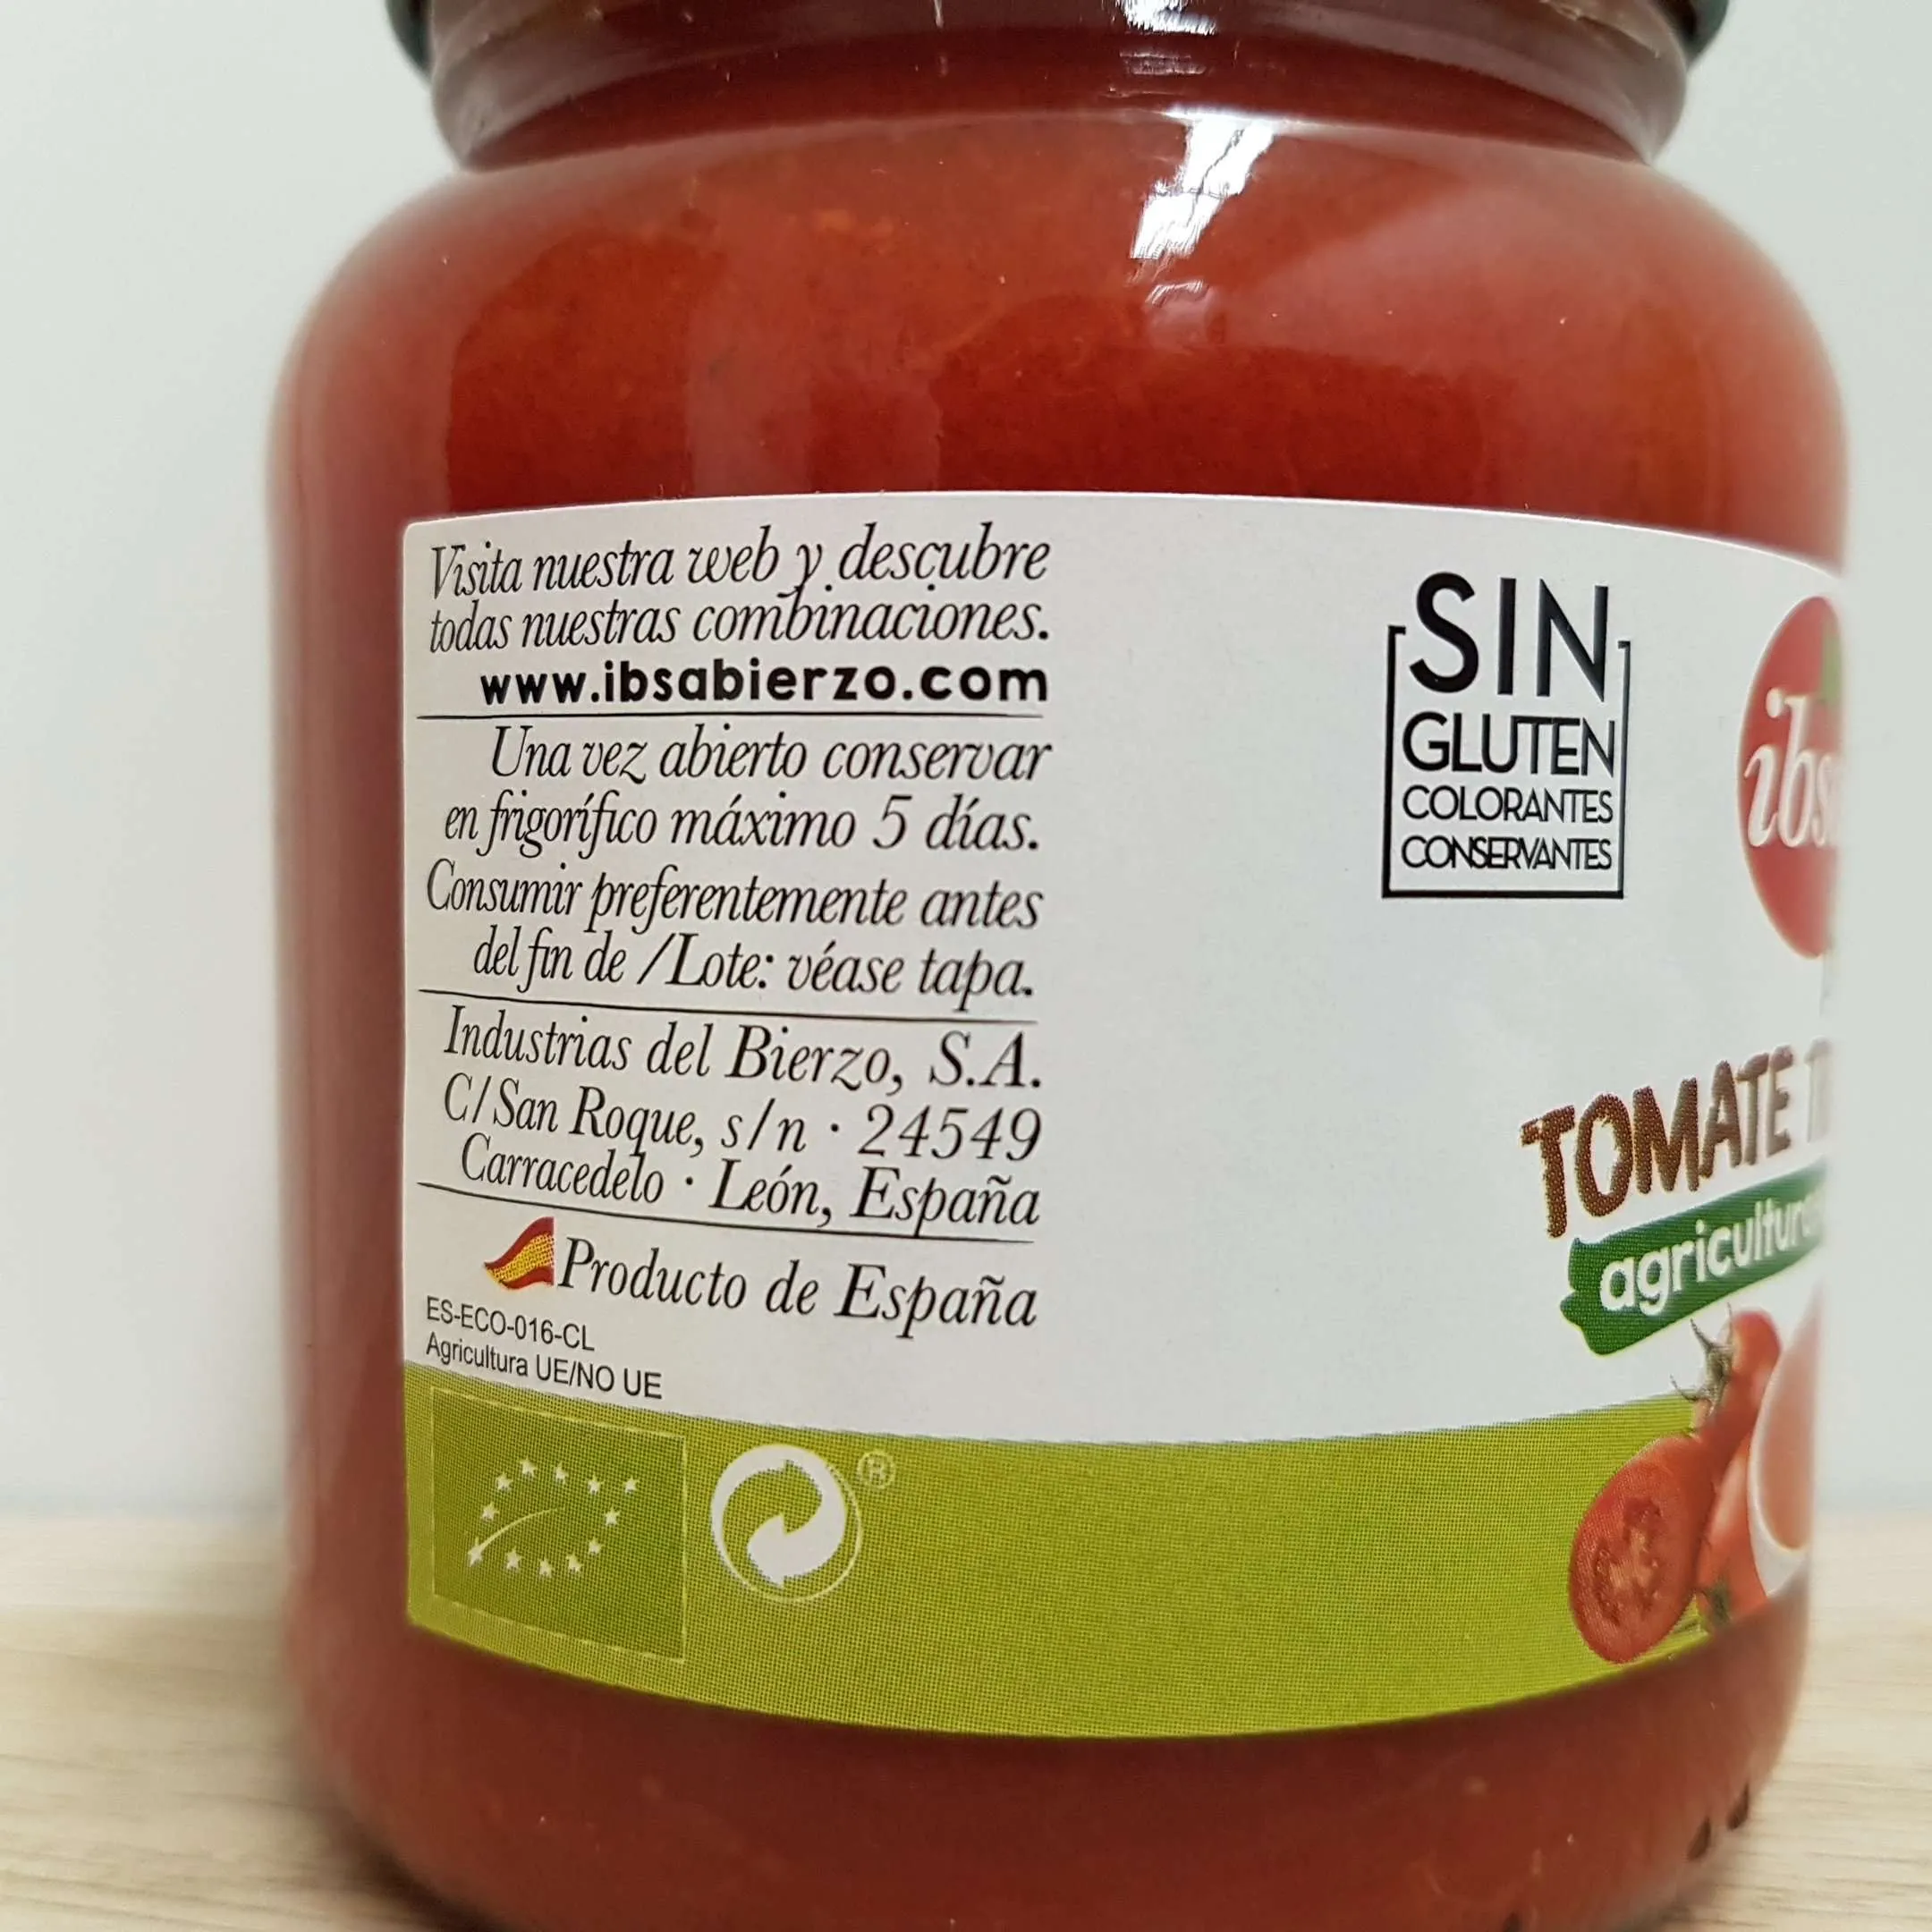 Visita nuestra web y descubre
todas nuestras combinaciones.
www.ibsabierzo.com
Una vez abierto conservar
en frigorífico máximo 5 días.
Consumir preferentemente antes
del fin de /Lote: véase tapa.
Industrias del Bierzo, S.A.
C/San Roque, s/n · 24549
Carracedelo · León, España
Producto de España
ES-ECO-016-CL
Agricultura UE/NO UE
®
SIN
GLUTEN
COLORANTES
CONSERVANTES
TOMATE